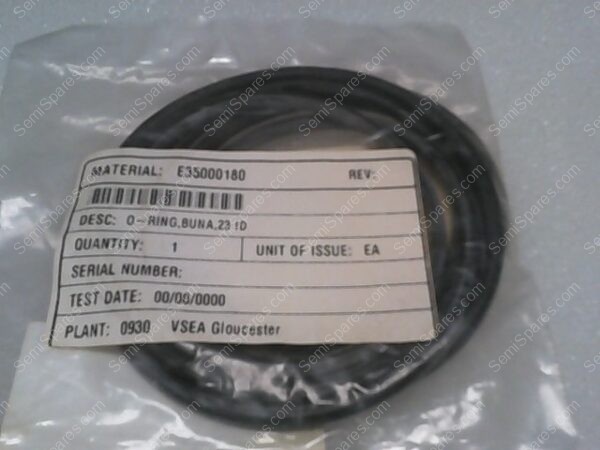 MATERIAL: E35000180 REV:
DESC: O-RING,BUNA,23 ID
QUANTITY: 1 UNIT OF ISSUE: EA
SERIAL NUMBER:
TEST DATE: 00/00/0000
PLANT: 0930 VSEA Gloucester
SemiSpares.com